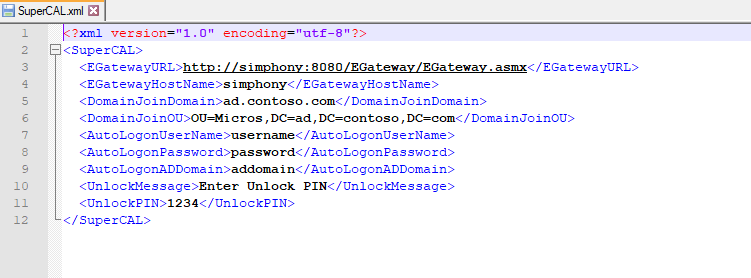 SuperCAL.xml
1 <?xml version="1.0" encoding="utf-8"?>
2 <SuperCAL>
3 <EGatewayURL>http://simphony:8080/EGateway/EGateway.asmx</EGatewayURL>
4 <EGatewayHostName>simphony</EGatewayHostName>
5 <DomainJoinDomain>ad.contoso.com</DomainJoinDomain>
6 <DomainJoinOU>OU=Micros,DC=ad,DC=contoso,DC=com</DomainJoinOU>
7 <AutoLogonUserName>username</AutoLogonUserName>
8 <AutoLogonPassword>password</AutoLogonPassword>
9 <AutoLogonADDomain>addomain</AutoLogonADDomain>
10 <UnlockMessage>Enter Unlock PIN</UnlockMessage>
11 <UnlockPIN>1234</UnlockPIN>
12 </SuperCAL>